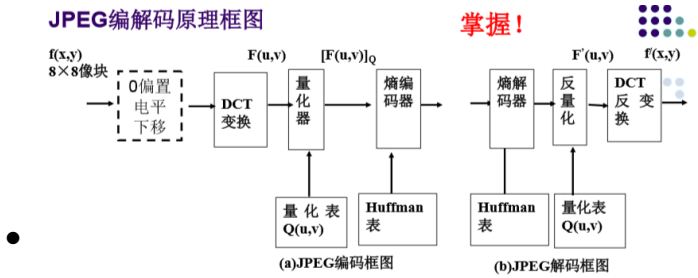 JPEG编解码原理框图
掌握！
f(x,y)
8×8像块
0偏置
电平
下移
DCT
变换
F(u,v)
量
化
器
[F(u,v)]Q
熵编
码器
量化表
Q(u,v)
Huffman
表
(a)JPEG编码框图
熵解
码器
反
量
化
F'(u,v)
DCT
反变
换
f'(x,y)
Huffman
表
量化表
Q(u,v)
(b)JPEG解码框图